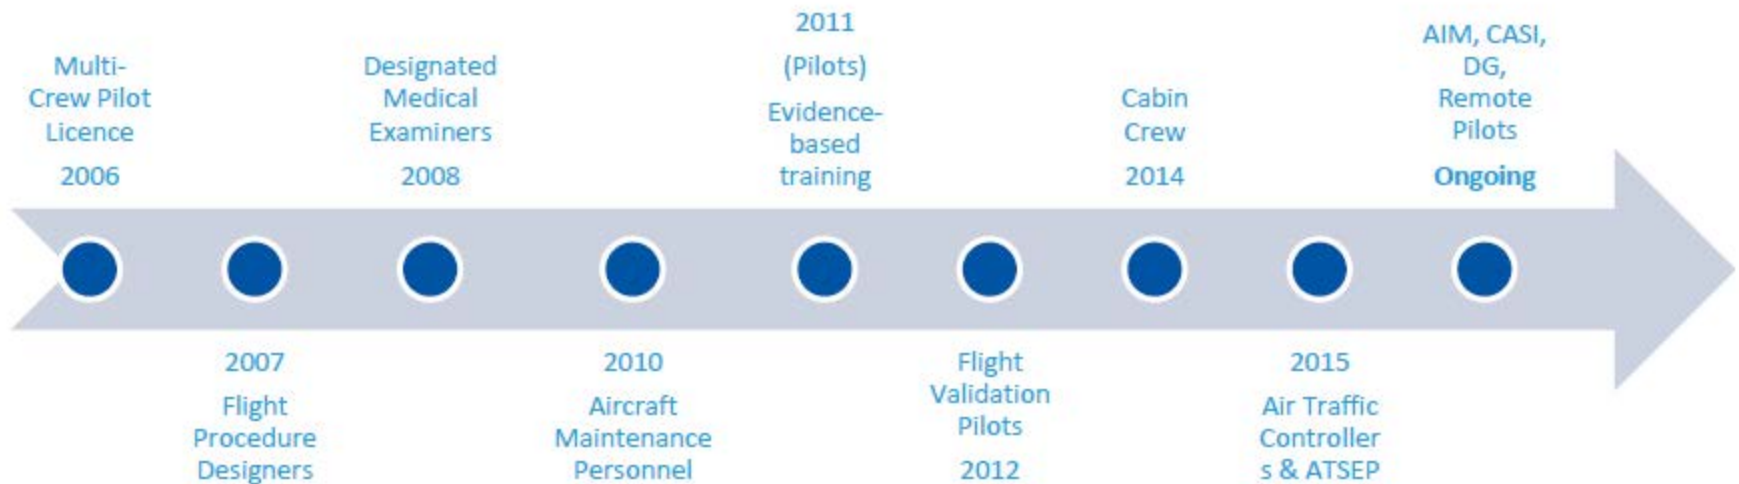 Multi-
Crew Pilot
Licence
2006
2007
Flight
Procedure
Designers
Designated
Medical
Examiners
2008
2010
Aircraft
Maintenance
Personnel
2011
(Pilots)
Evidence-
based
training
Flight
Validation
Pilots
2012
Cabin
Crew
2014
2015
Air Traffic
Controller
s & ATSEP
AIM, CASI,
DG,
Remote
Pilots
Ongoing